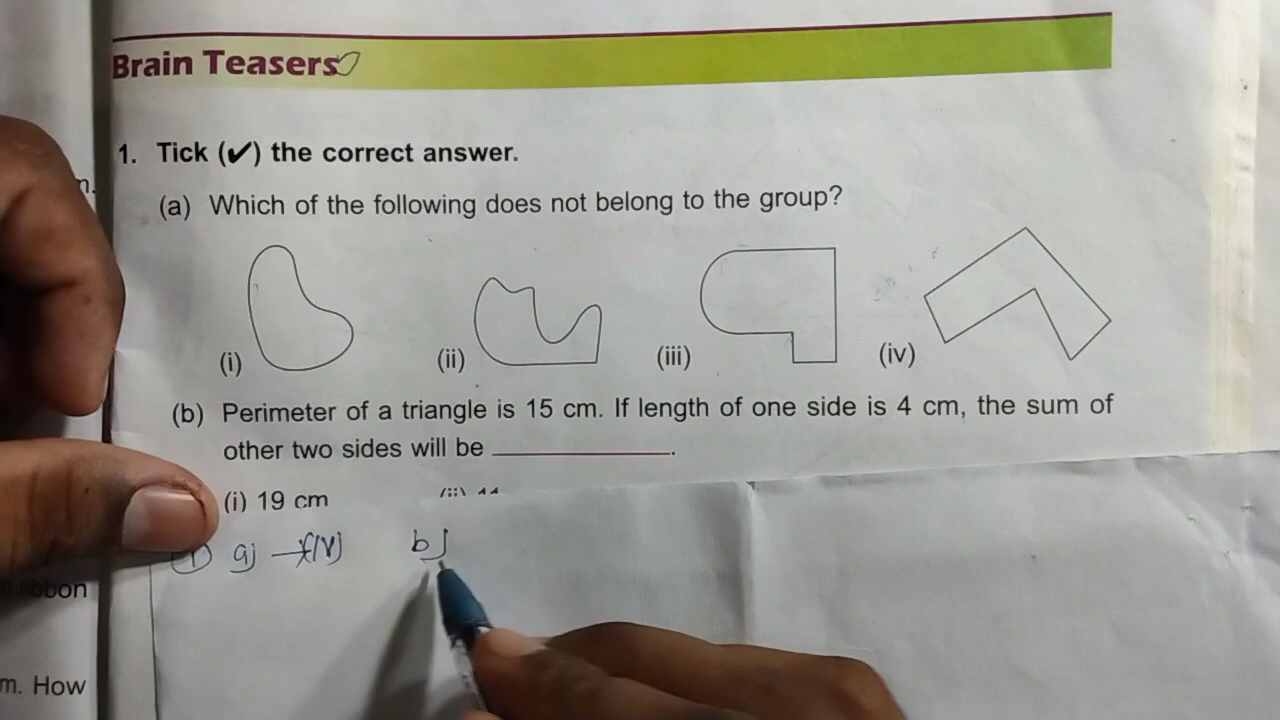 n.
Brain Teasers
1. Tick (✔) the correct answer.
(a) Which of the following does not belong to the group?
(i) (ii) (iii) (iv)
(b) Perimeter of a triangle is 15 cm. If length of one side is 4 cm, the sum of
other two sides will be ____________.
(i) 19 cm
① a) → (iv) b)
m. How